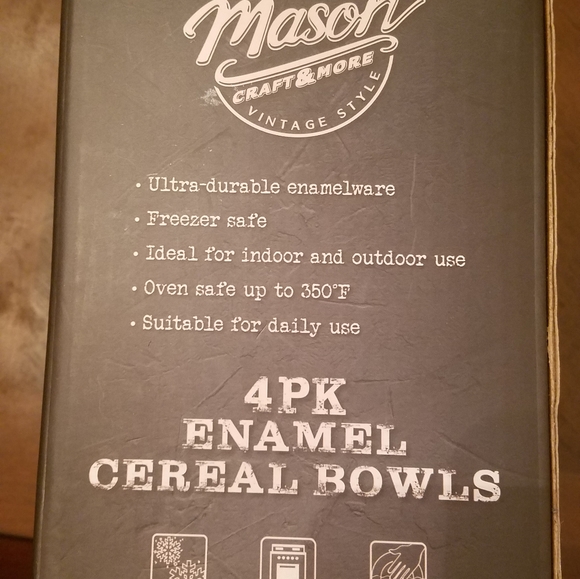 Mason
CRAFT & MORE
VINTAGE STYLE
• Ultra-durable enamelware
• Freezer safe
• Ideal for indoor and outdoor use
• Oven safe up to 350°F
• Suitable for daily use
4PK
ENAMEL
CEREAL BOWLS